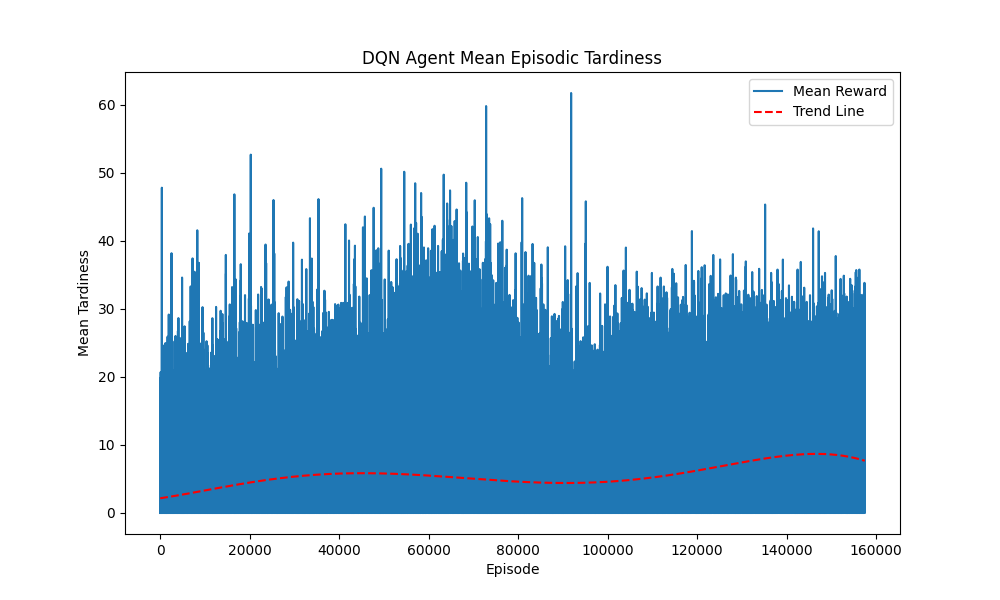 DQN Agent Mean Episodic Tardiness
Mean Reward
Trend Line
Mean Tardiness
60
50
40
30
20
10
0
0 20000 40000 60000 80000 100000 120000 140000 160000
Episode